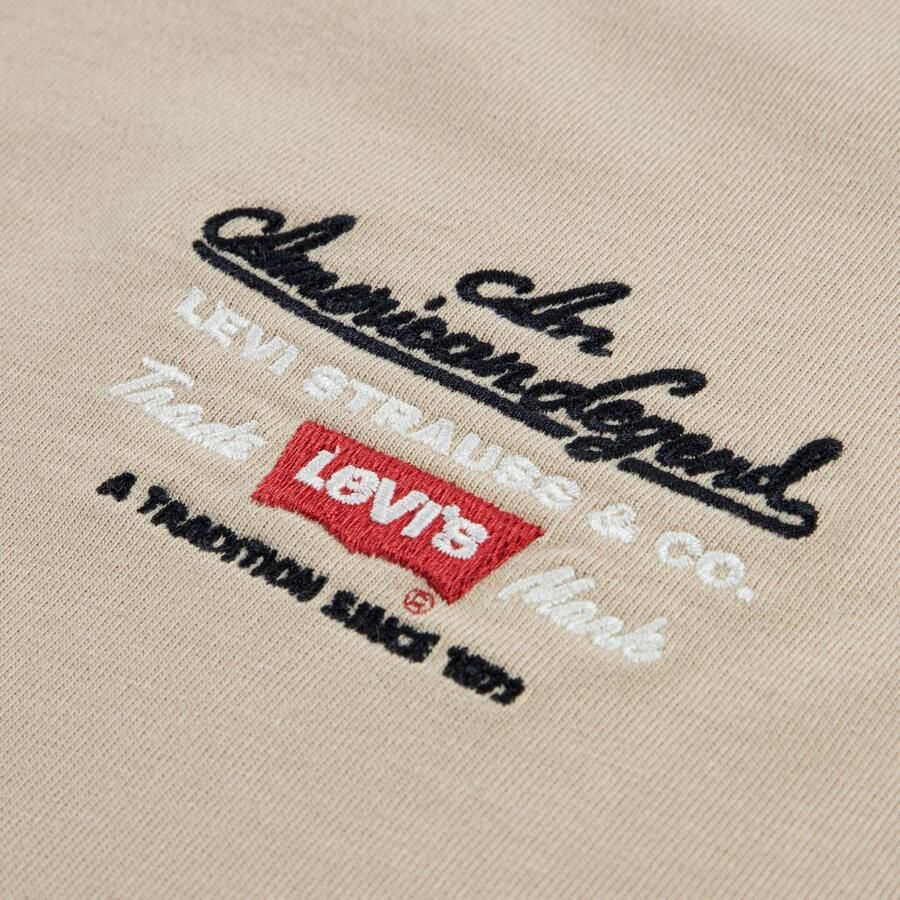 An
American Legend
LEVI STRAUSS & CO.
Trade LEVI'S ® Mark
A TRADITION SINCE 1873